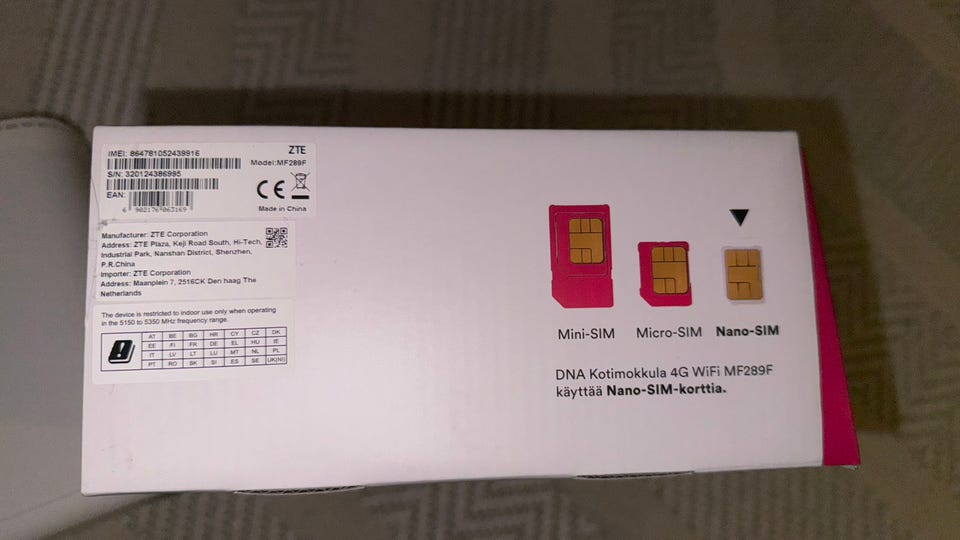 IMEI: 864781052439916
ZTE
Model:MF289F
S/N: 320124386995
EAN:
6 902176 063169
CE
Made in China
Manufacturer: ZTE Corporation
Address: ZTE Plaza, Keji Road South, Hi-Tech,
Industrial Park, Nanshan District, Shenzhen,
P.R.China
Importer: ZTE Corporation
Address: Maanplein 7, 2516CK Den haag The
Netherlands
The device is restricted to indoor use only when operating
in the 5150 to 5350 MHz frequency range.
AT BE BG HR CY CZ DK
EE FI FR DE EL HU IE
IT LV LT LU MT NL PL
PT RO SK SI ES SE UK(NI)
Mini-SIM
Micro-SIM
Nano-SIM
DNA Kotimokkula 4G WiFi MF289F
käyttää Nano-SIM-korttia.